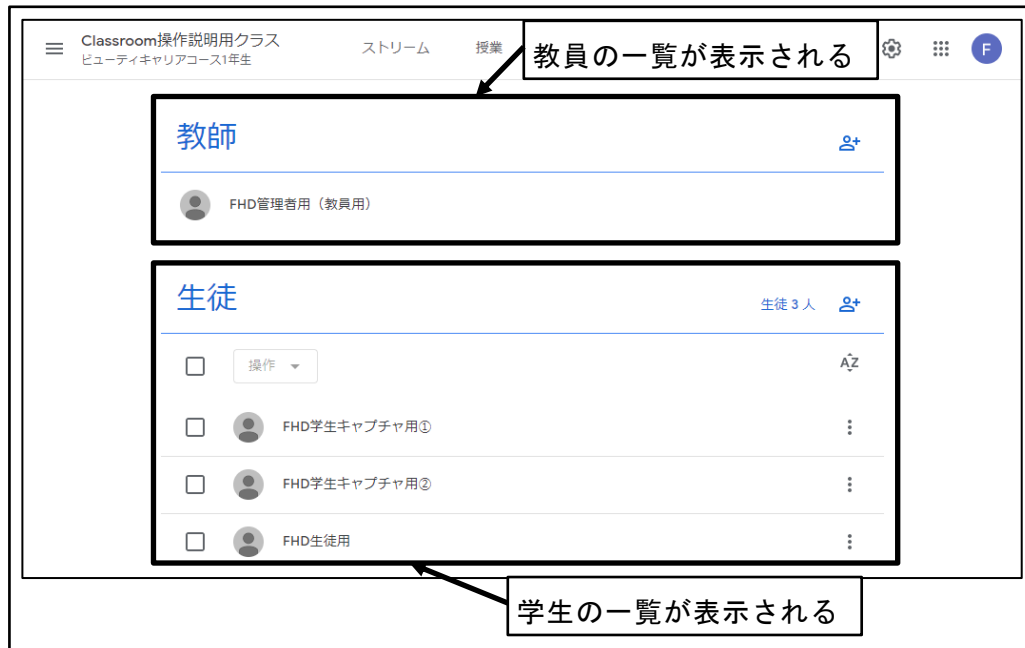 Classroom操作説明用クラス
ビューティキャリアコース1年生
ストリーム
授業
教員の一覧が表示される
F
教師
FHD管理者用（教員用）
生徒
生徒 3 人
操作
AZ
FHD学生キャプチャ用①
FHD学生キャプチャ用②
FHD生徒用
学生の一覧が表示される